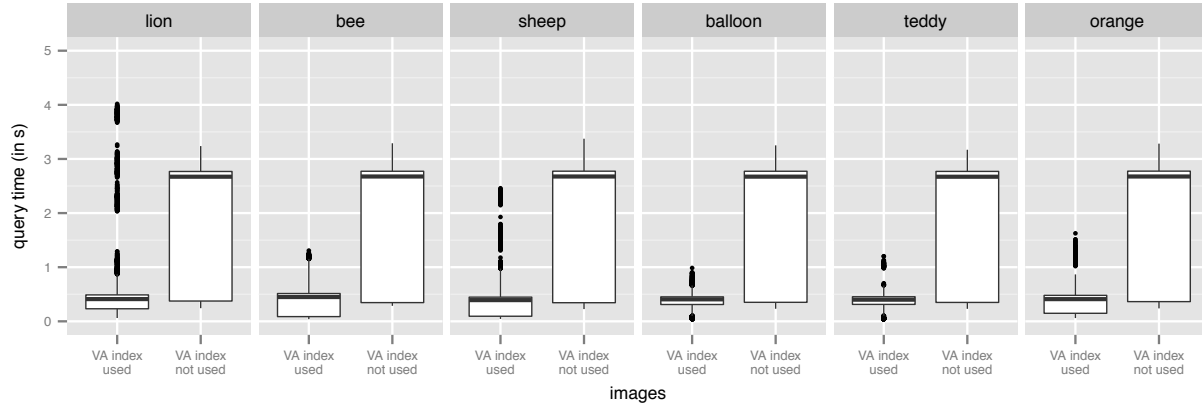 lion bee sheep balloon teddy orange
query time (in s)
5
4
3
2
1
0
VA index VA index VA index VA index VA index VA index VA index VA index VA index VA index VA index VA index
used not used used not used used not used used not used used not used used not used
images